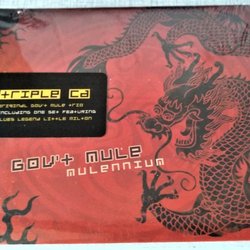 TRIPLE CD
ORIGINAL GOV'T MULE TRIO
INCLUDING ONE SET FEATURING
BLUES LEGEND LITTLE MILTON
GOV'T MULE
MULENNIUM